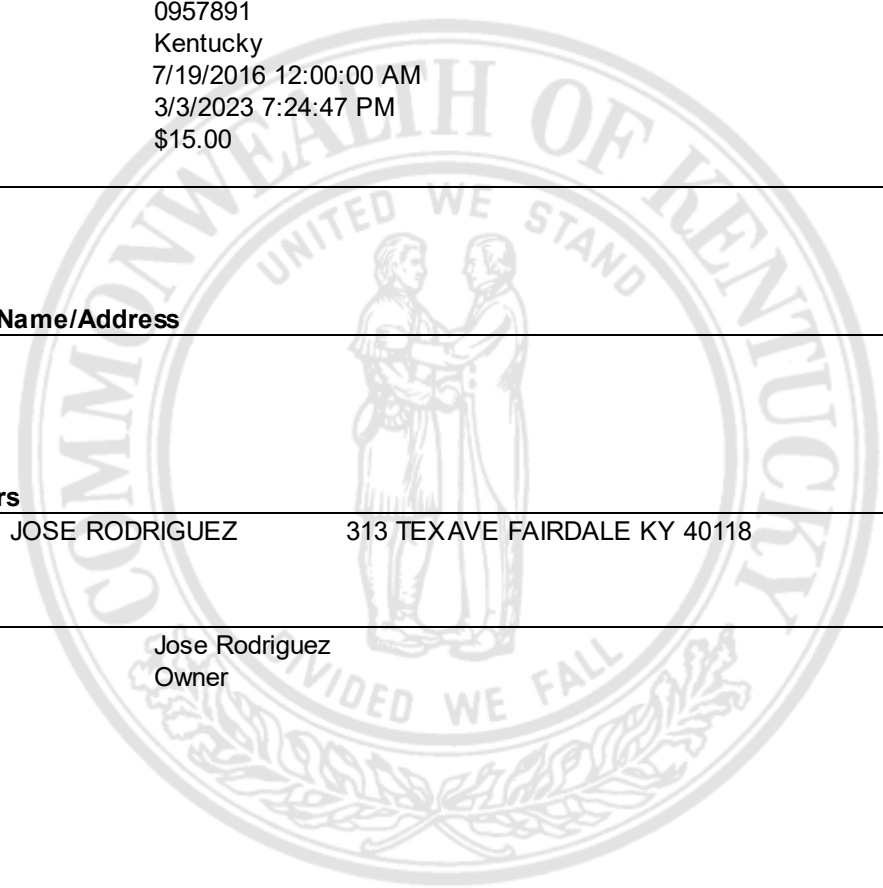 0957891
Kentucky
7/19/2016 12:00:00 AM
3/3/2023 7:24:47 PM
$15.00
COMMONWEALTH OF KENTUCKY
UNITED WE STAND
Name/Address
rs
JOSE RODRIGUEZ 313 TEX AVE FAIRDALE KY 40118
Jose Rodriguez
Owner
DIVIDED WE FALL